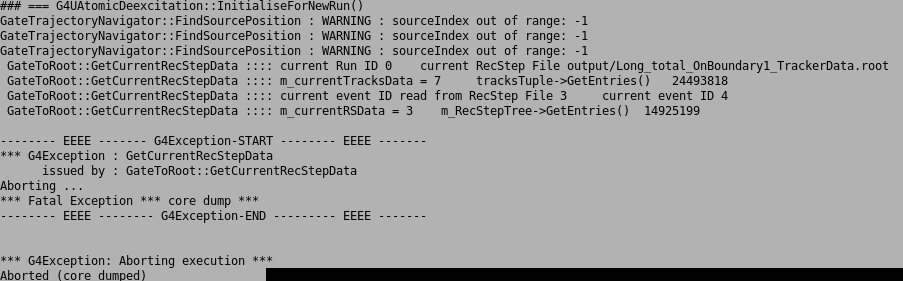 ### === G4UAtomicDeexcitation::InitialiseForNewRun()
GateTrajectoryNavigator::FindSourcePosition : WARNING : sourceIndex out of range: -1
GateTrajectoryNavigator::FindSourcePosition : WARNING : sourceIndex out of range: -1
GateTrajectoryNavigator::FindSourcePosition : WARNING : sourceIndex out of range: -1
 GateToRoot::GetCurrentRecStepData :::: current Run ID 0    current RecStep File output/Long_total_OnBoundary1_TrackerData.root
 GateToRoot::GetCurrentRecStepData :::: m_currentTracksData = 7     tracksTuple->GetEntries()   24493818
 GateToRoot::GetCurrentRecStepData :::: current event ID read from RecStep File 3     current event ID 4
 GateToRoot::GetCurrentRecStepData :::: m_currentRSData = 3    m_RecStepTree->GetEntries()  14925199
-------- EEEE ------- G4Exception-START -------- EEEE -------
*** G4Exception : GetCurrentRecStepData
      issued by : GateToRoot::GetCurrentRecStepData
Aborting ...
*** Fatal Exception *** core dump ***
-------- EEEE -------- G4Exception-END --------- EEEE -------
*** G4Exception: Aborting execution ***
Aborted (core dumped)